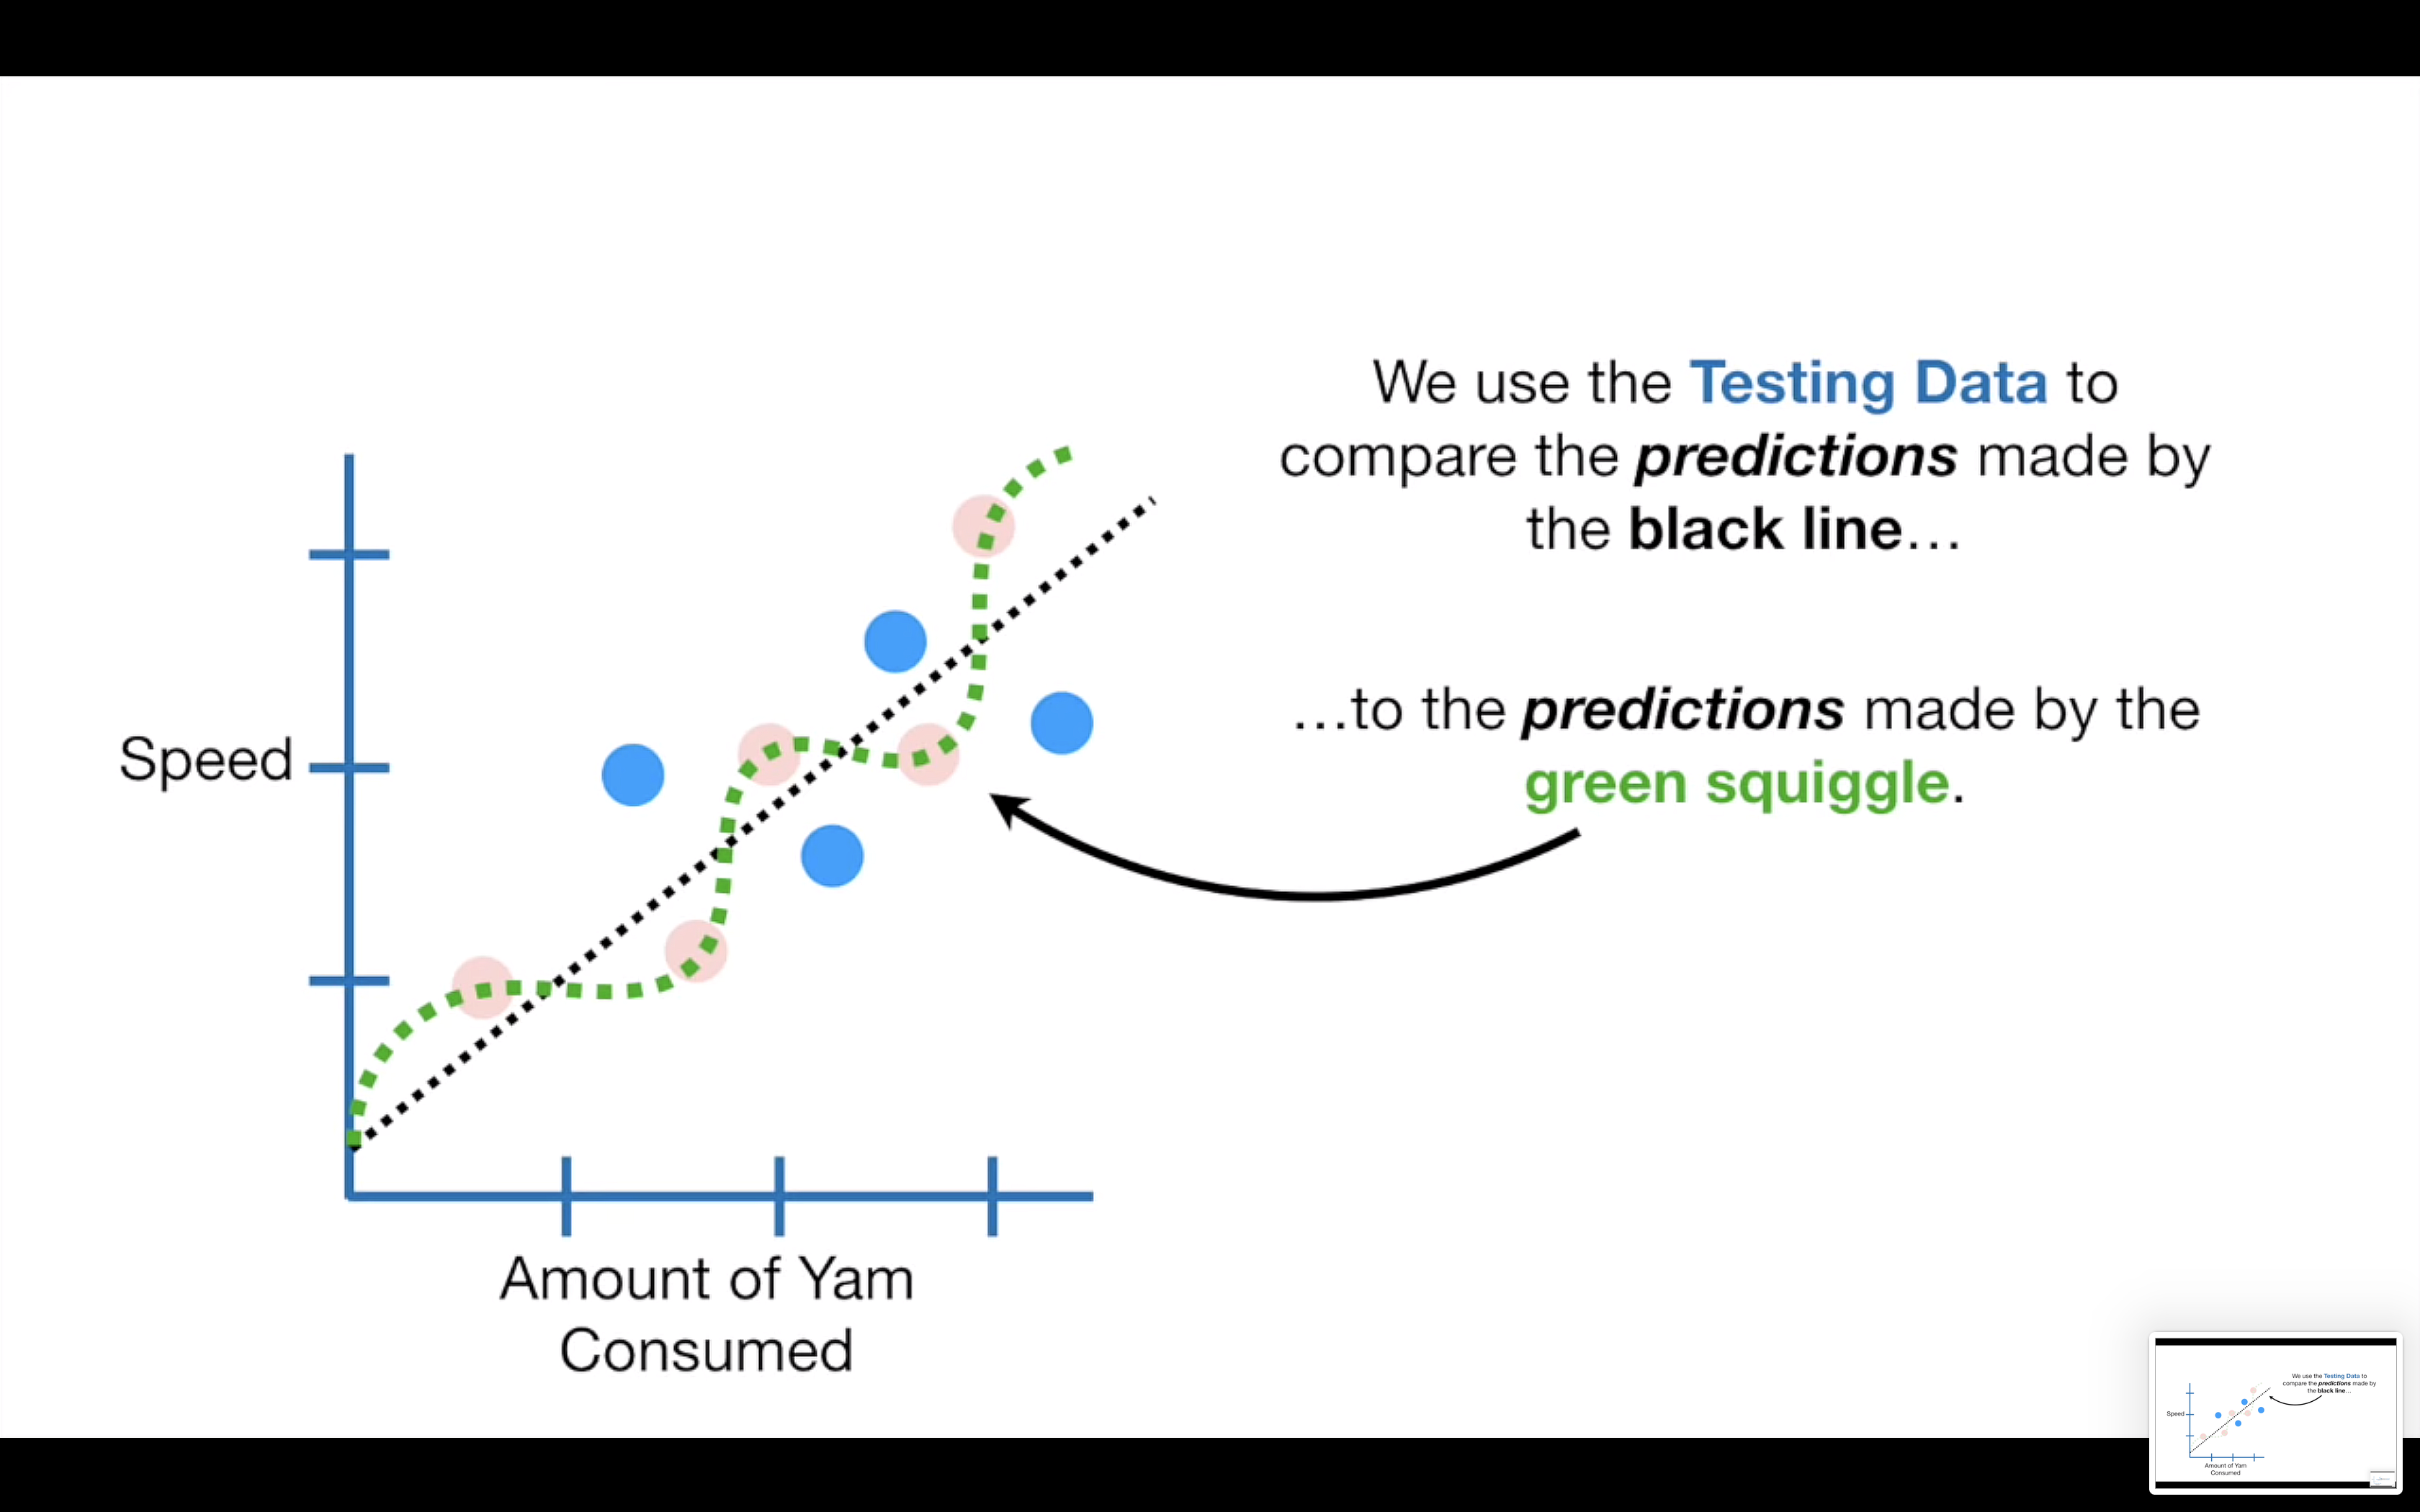 We use the Testing Data to
compare the predictions made by
the black line...
...to the predictions made by the
green squiggle.
Speed
Amount of Yam
Consumed
We use the Testing Data to
compare the predictions made by
the black line...
Speed
Amount of Yam
Consumed